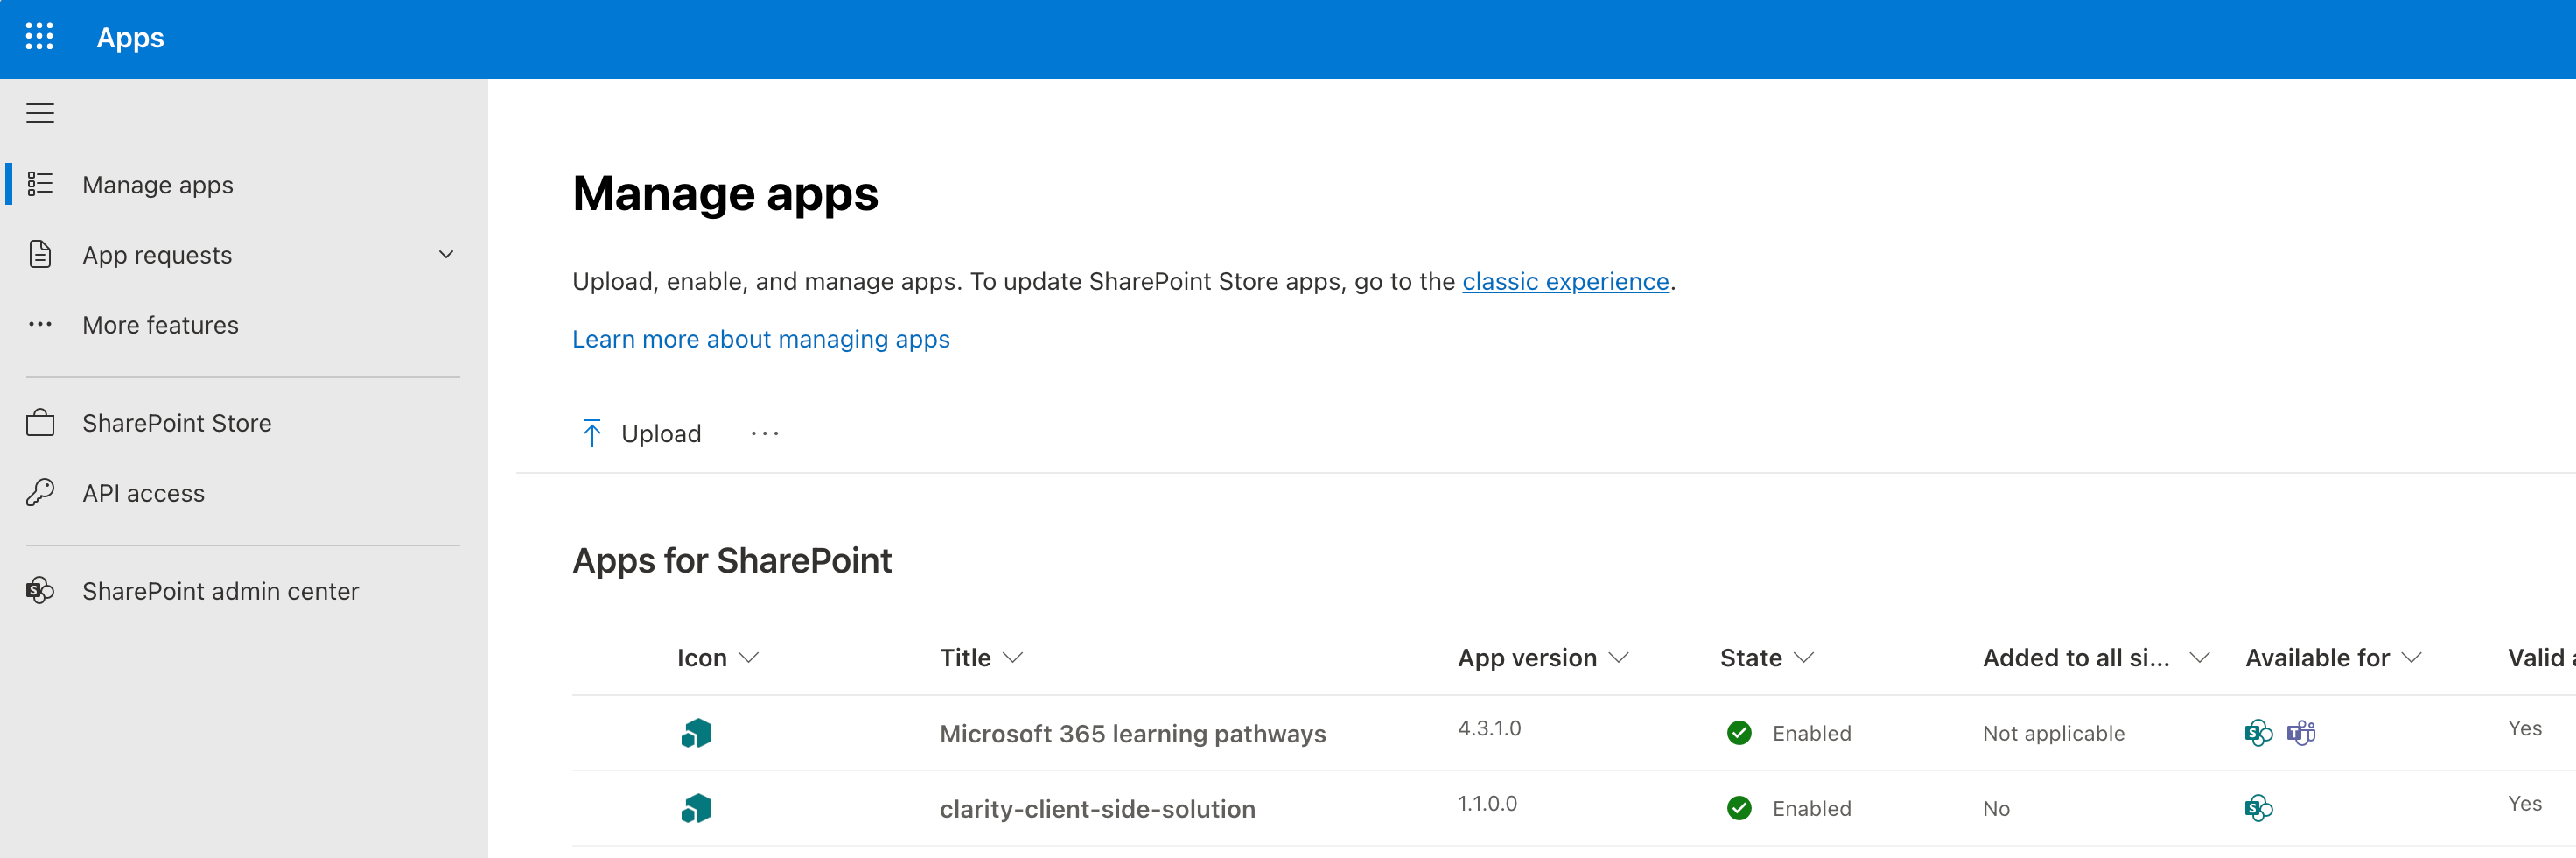 Apps
Manage apps
App requests
More features
SharePoint Store
API access
SharePoint admin center
Manage apps
Upload, enable, and manage apps. To update SharePoint Store apps, go to the classic experience.
Learn more about managing apps
Upload
Apps for SharePoint
Icon Title App version State Added to all si... Available for Valid
Microsoft 365 learning pathways 4.3.1.0 Enabled Not applicable Yes
clarity-client-side-solution 1.1.0.0 Enabled No Yes